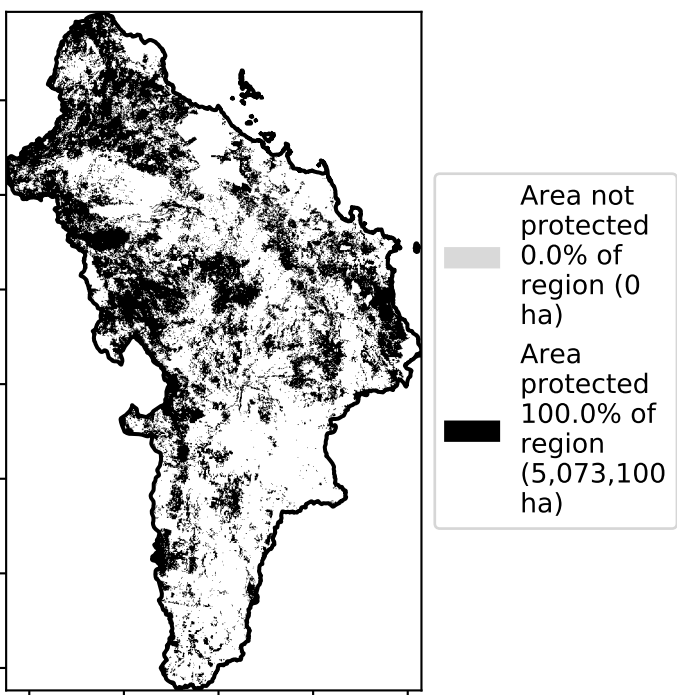 Area not
protected
0.0% of
region (0
ha)
Area
protected
100.0% of
region
(5,073,100
ha)